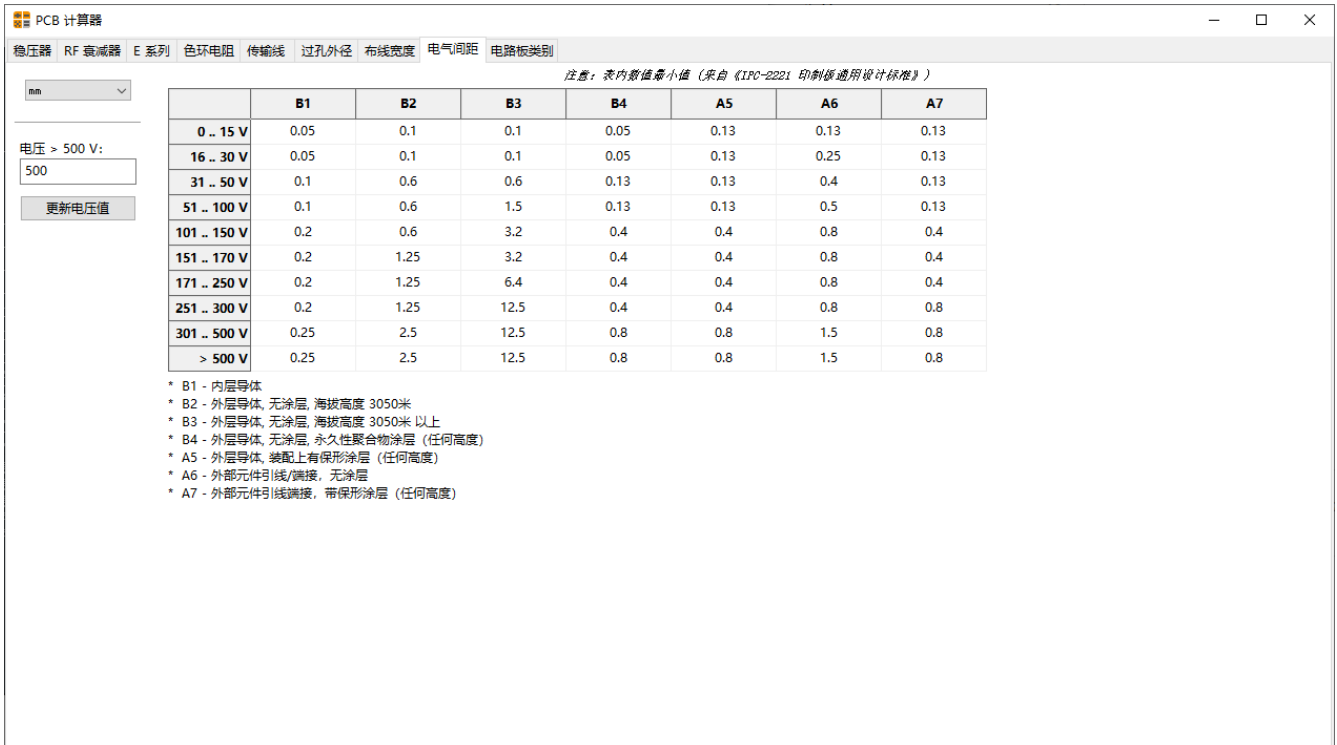 PCB 计算器
稳压器 RF 衰减器 E 系列 色环电阻 传输线 过孔外径 布线宽度 电气间距 电路板类别
注意: 表内数值最小值 (来自《IPC-2221 印制板通用设计标准》)
mm
电压 > 500 V:
500
更新电压值
B1 B2 B3 B4 A5 A6 A7
0 .. 15 V 0.05 0.1 0.1 0.05 0.13 0.13 0.13
16 .. 30 V 0.05 0.1 0.1 0.05 0.13 0.25 0.13
31 .. 50 V 0.1 0.6 0.6 0.13 0.13 0.4 0.13
51 .. 100 V 0.1 0.6 1.5 0.13 0.13 0.5 0.13
101 .. 150 V 0.2 0.6 3.2 0.4 0.4 0.8 0.4
151 .. 170 V 0.2 1.25 3.2 0.4 0.4 0.8 0.4
171 .. 250 V 0.2 1.25 6.4 0.4 0.4 0.8 0.4
251 .. 300 V 0.2 1.25 12.5 0.4 0.4 0.8 0.8
301 .. 500 V 0.25 2.5 12.5 0.8 0.8 1.5 0.8
> 500 V 0.25 2.5 12.5 0.8 0.8 1.5 0.8
* B1 - 内层导体
* B2 - 外层导体, 无涂层, 海拔高度 3050米
* B3 - 外层导体, 无涂层, 海拔高度 3050米 以上
* B4 - 外层导体, 无涂层, 永久性聚合物涂层 (任何高度)
* A5 - 外层导体, 装配上有保形涂层 (任何高度)
* A6 - 外部元件引线/端接，无涂层
* A7 - 外部元件引线端接，带保形涂层 (任何高度)